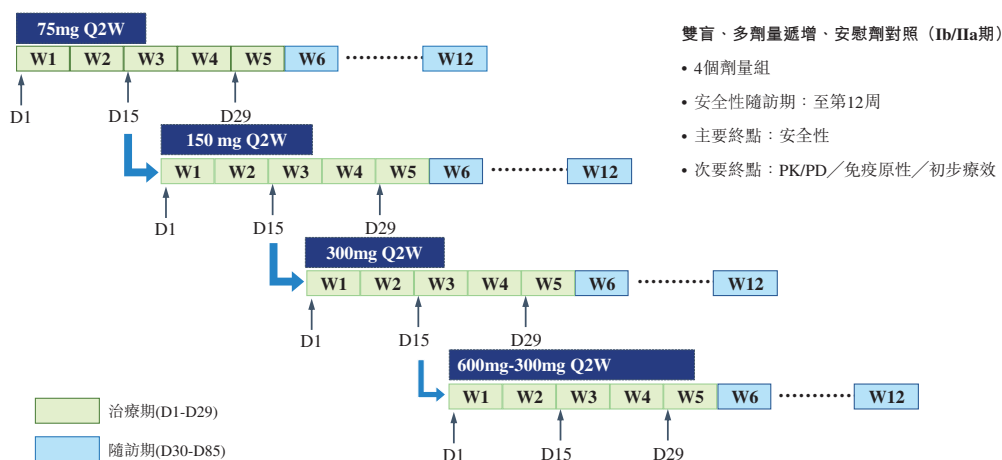 75mg Q2W
W1 W2 W3 W4 W5 W6 W12
D1 D15 D29
150 mg Q2W
W1 W2 W3 W4 W5 W6 W12
D1 D15 D29
300mg Q2W
W1 W2 W3 W4 W5 W6 W12
D1 D15 D29
600mg-300mg Q2W
W1 W2 W3 W4 W5 W6 W12
D1 D15 D29
雙盲、多劑量遞增、安慰劑對照（Ib/IIa期）
• 4個劑量組
• 安全性隨訪期：至第12周
• 主要終點：安全性
• 次要終點：PK/PD／免疫原性／初步療效
治療期(D1-D29)
隨訪期(D30-D85)